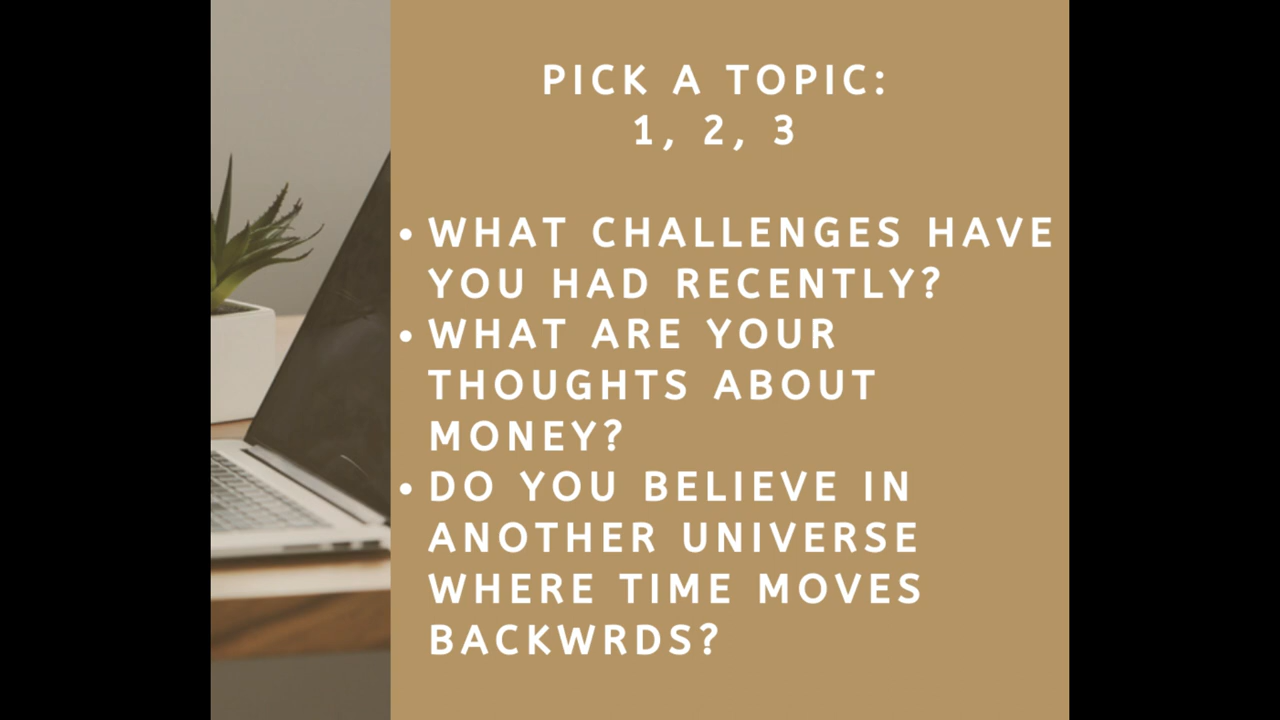 PICK A TOPIC:
1, 2, 3
• WHAT CHALLENGES HAVE
YOU HAD RECENTLY?
• WHAT ARE YOUR
THOUGHTS ABOUT
MONEY?
• DO YOU BELIEVE IN
ANOTHER UNIVERSE
WHERE TIME MOVES
BACKWRDS?